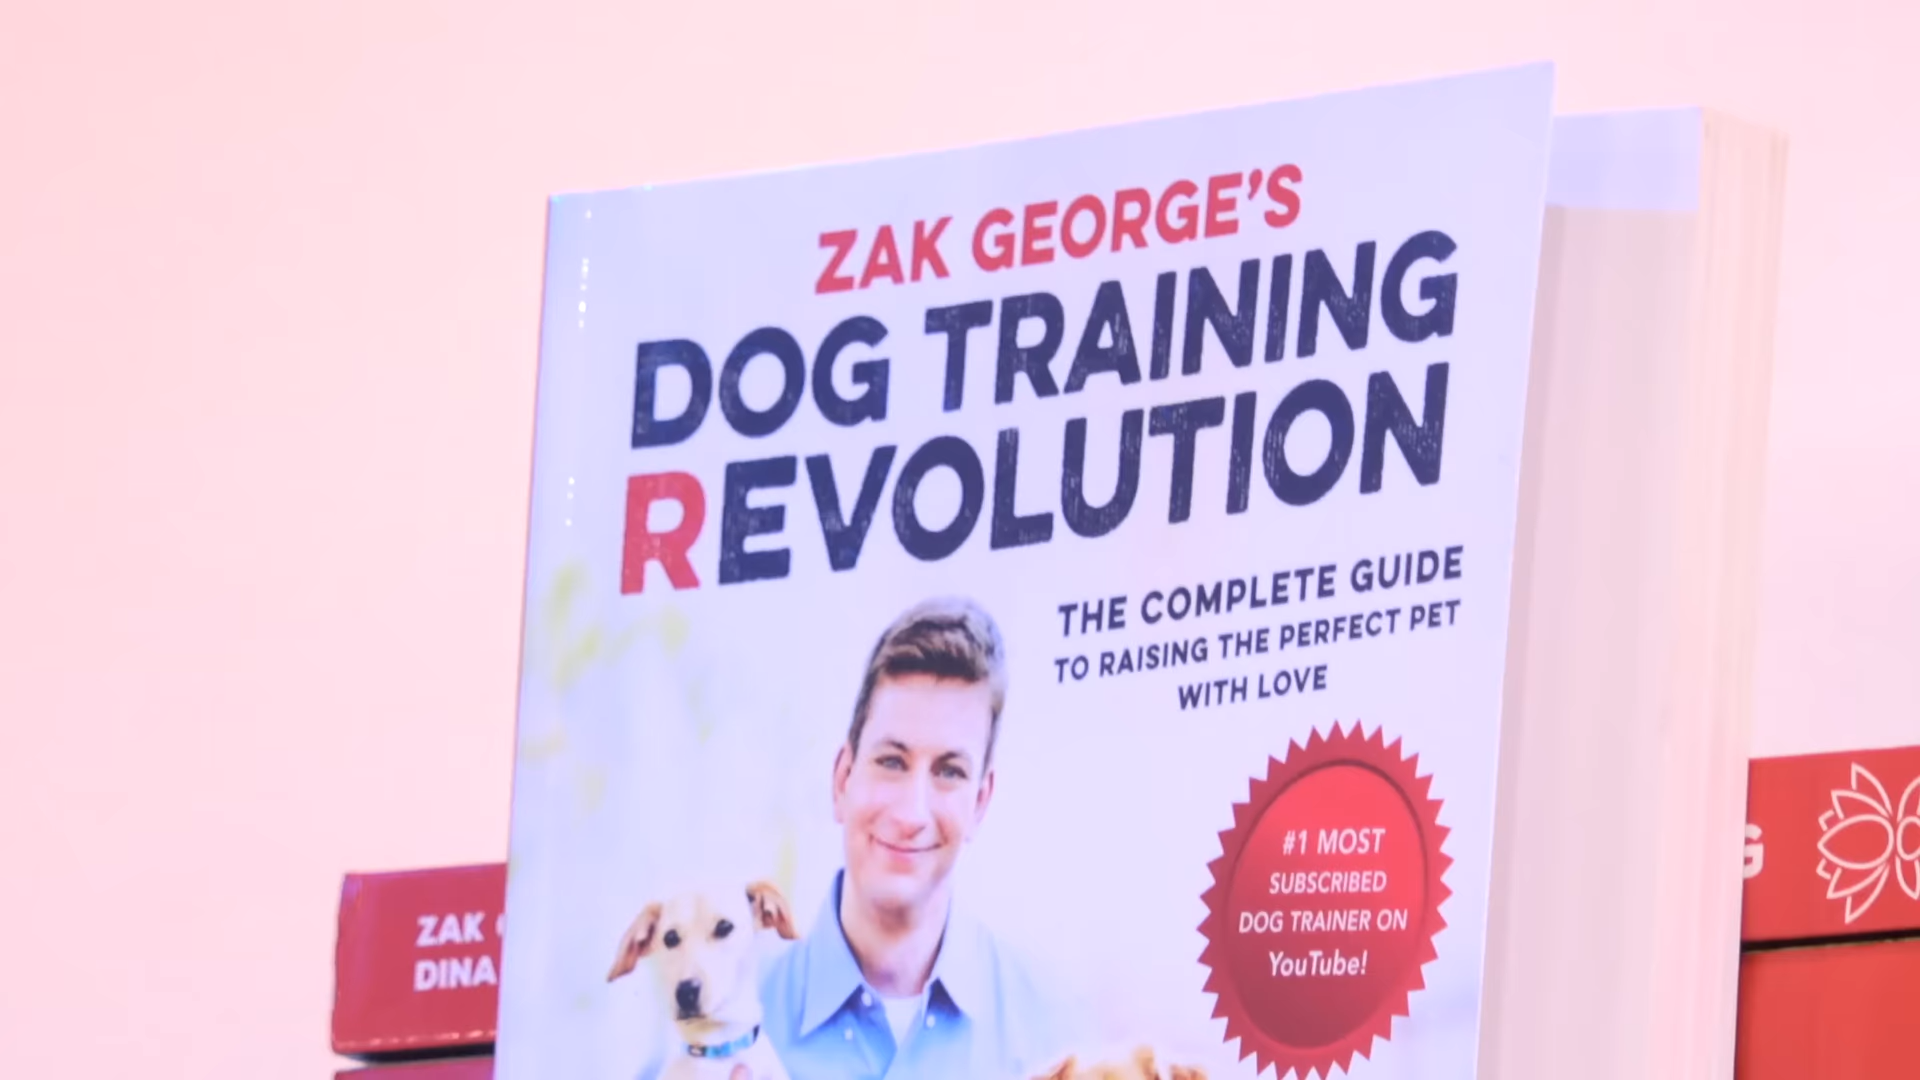 ZAK GEORGE'S
DOG TRAINING
REVOLUTION
THE COMPLETE GUIDE
TO RAISING THE PERFECT PET
WITH LOVE
#1 MOST
SUBSCRIBED
DOG TRAINER ON
YouTube!
ZAK
DINA
G